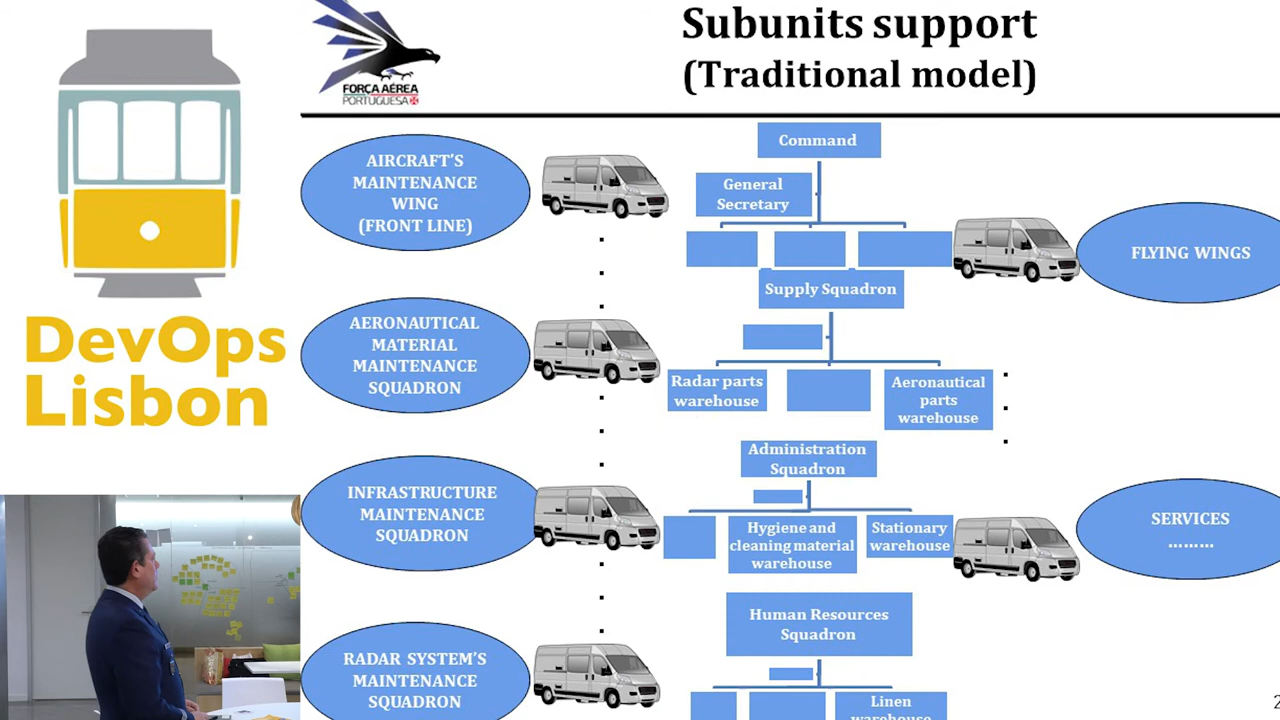 Subunits support
(Traditional model)
FORÇA AÉREA
PORTUGUESA
DevOps
Lisbon
AIRCRAFT'S
MAINTENANCE
WING
(FRONT LINE)
AERONAUTICAL
MATERIAL
MAINTENANCE
SQUADRON
INFRASTRUCTURE
MAINTENANCE
SQUADRON
RADAR SYSTEM'S
MAINTENANCE
SQUADRON
Command
General
Secretary
Supply Squadron
Radar parts
warehouse
Aeronautical
parts
warehouse
Administration
Squadron
Hygiene and
cleaning material
warehouse
Stationary
warehouse
Human Resources
Squadron
Linen
warehouse
FLYING WINGS
SERVICES
.........
2